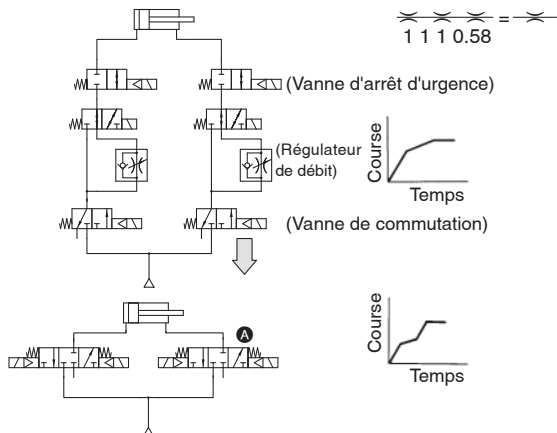 =
1 1 1 0.58
(Vanne d'arrêt d'urgence)
(Régulateur
de débit)
Course
Temps
(Vanne de commutation)
A
Course
Temps